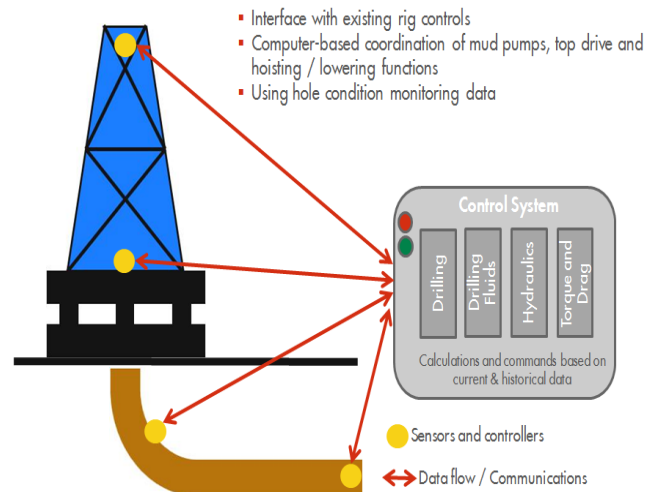 ▪ Interface with existing rig controls
▪ Computer-based coordination of mud pumps, top drive and
hoisting / lowering functions
▪ Using hole condition monitoring data
Control System
Drilling
Drilling
Fluids
Hydraulics
Torque and
Drag
Calculations and commands based on
current & historical data
Sensors and controllers
Data flow / Communications